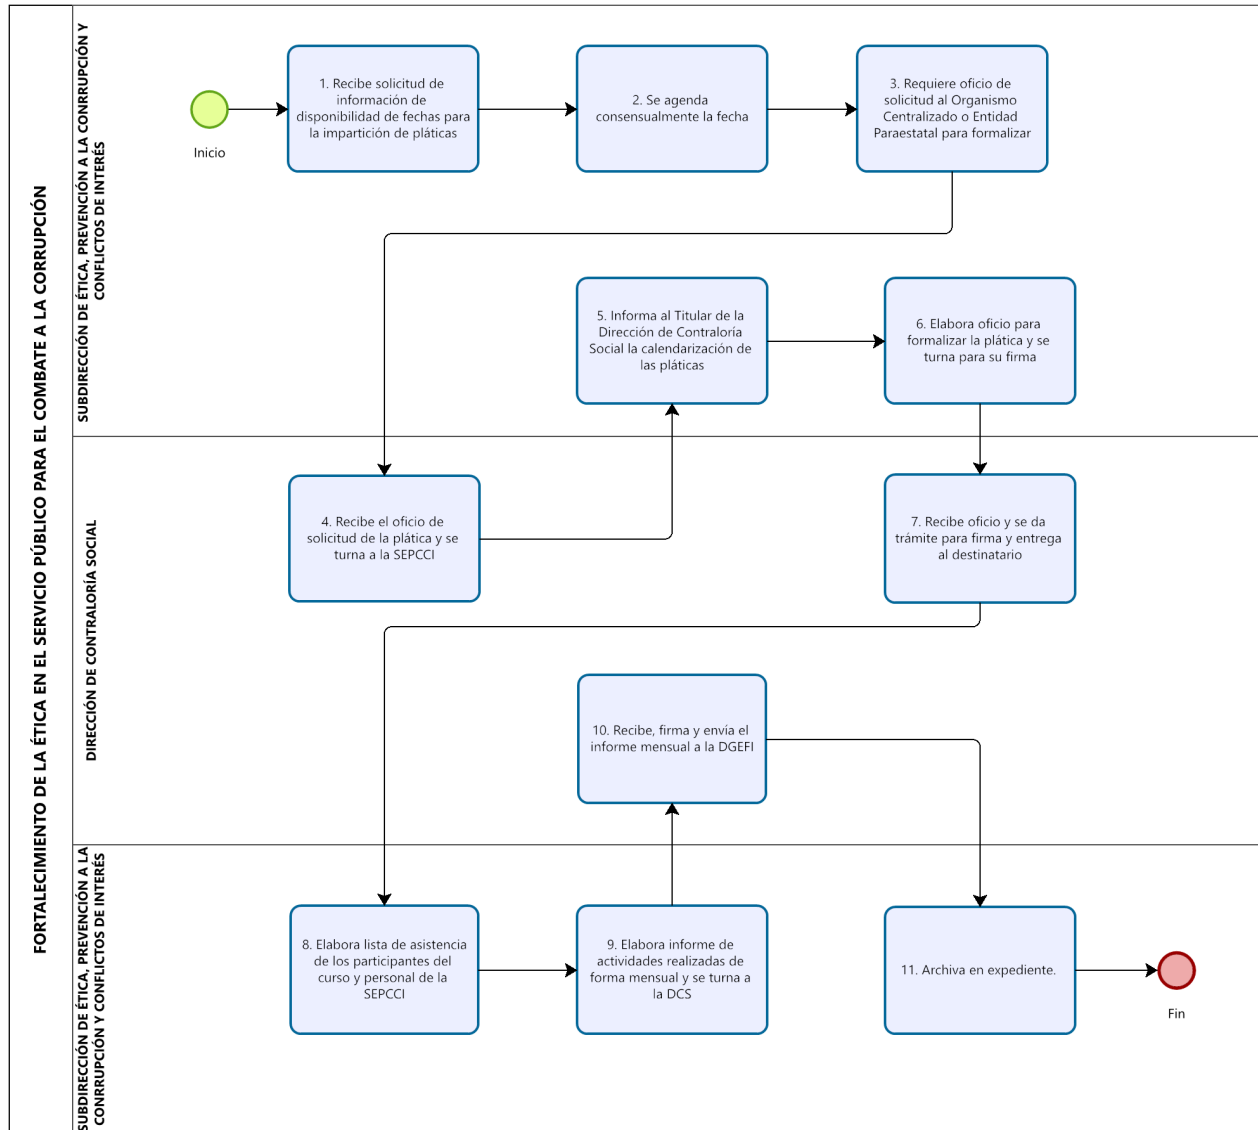 FORTALECIMIENTO DE LA ÉTICA EN EL SERVICIO PÚBLICO PARA EL COMBATE A LA CORRUPCIÓN
SUBDIRECCIÓN DE ÉTICA, PREVENCIÓN A LA CONRRUPCIÓN Y
CONFLICTOS DE INTERÉS
Inicio
1. Recibe solicitud de
información de
disponibilidad de fechas para
la impartición de pláticas
2. Se agenda
consensualmente la fecha
3. Requiere oficio de
solicitud al Organismo
Centralizado o Entidad
Paraestatal para formalizar
5. Informa al Titular de la
Dirección de Contraloría
Social la calendarización de
las pláticas
6. Elabora oficio para
formalizar la plática y se
turna para su firma
DIRECCIÓN DE CONTRALORÍA SOCIAL
4. Recibe el oficio de
solicitud de la plática y se
turna a la SEPCCI
7. Recibe oficio y se da
trámite para firma y entrega
al destinatario
10. Recibe, firma y envía el
informe mensual a la DGEFI
SUBDIRECCIÓN DE ÉTICA, PREVENCIÓN A LA
CONRRUPCIÓN Y CONFLICTOS DE INTERÉS
8. Elabora lista de asistencia
de los participantes del
curso y personal de la
SEPCCI
9. Elabora informe de
actividades realizadas de
forma mensual y se turna a
la DCS
11. Archiva en expediente.
Fin